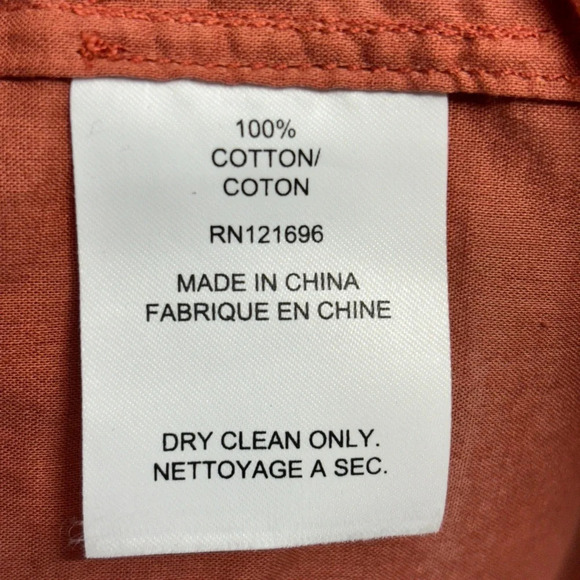 100%
COTTON/
COTON
RN121696
MADE IN CHINA
FABRIQUE EN CHINE
DRY CLEAN ONLY.
NETTOYAGE A SEC.